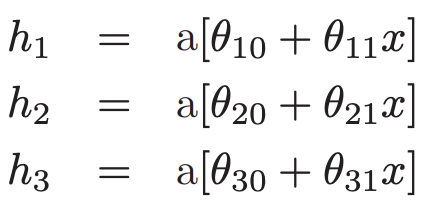 h₁ = a[θ₁₀ + θ₁₁x]
h₂ = a[θ₂₀ + θ₂₁x]
h₃ = a[θ₃₀ + θ₃₁x]